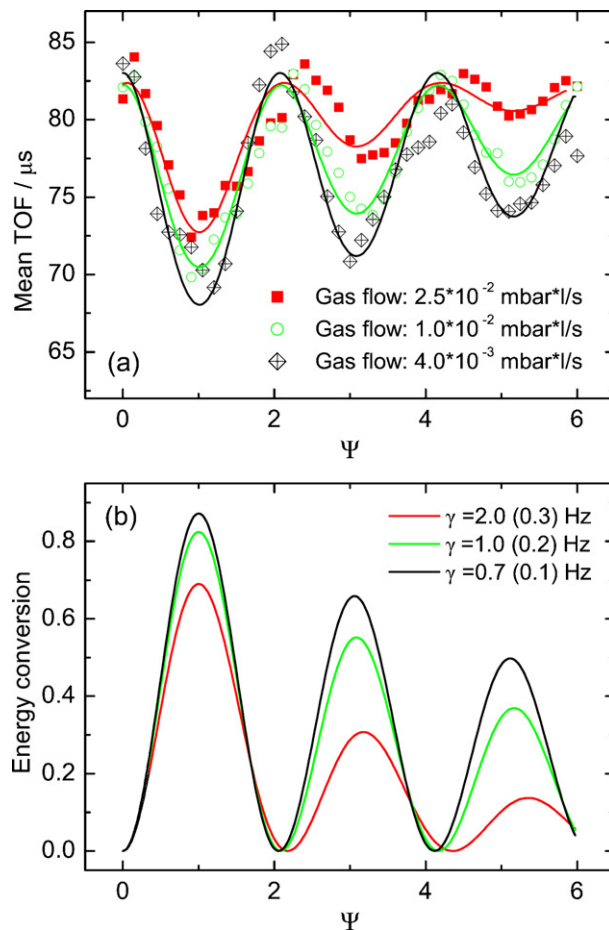 85
80
75
70
65
Mean TOF / μs
Gas flow: 2.5*10⁻² mbar*l/s
Gas flow: 1.0*10⁻² mbar*l/s
Gas flow: 4.0*10⁻³ mbar*l/s
(a)
0 2 4 6
Ψ
(b)
γ =2.0 (0.3) Hz
γ =1.0 (0.2) Hz
γ =0.7 (0.1) Hz
0.8
0.6
0.4
0.2
0.0
Energy conversion
0 2 4 6
Ψ